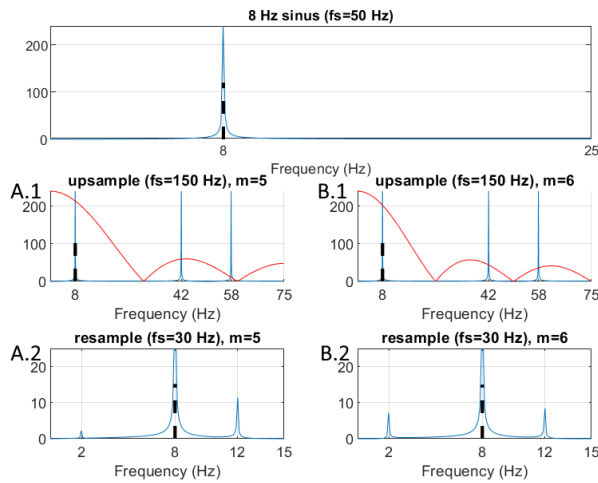 8 Hz sinus (fs=50 Hz)
200
100
0
8
25
Frequency (Hz)
A.1
upsample (fs=150 Hz), m=5
200
100
0
8
42
58
75
Frequency (Hz)
B.1
upsample (fs=150 Hz), m=6
200
100
0
8
42
58
75
Frequency (Hz)
A.2
resample (fs=30 Hz), m=5
20
10
0
2
8
12
15
Frequency (Hz)
B.2
resample (fs=30 Hz), m=6
20
10
0
2
8
12
15
Frequency (Hz)